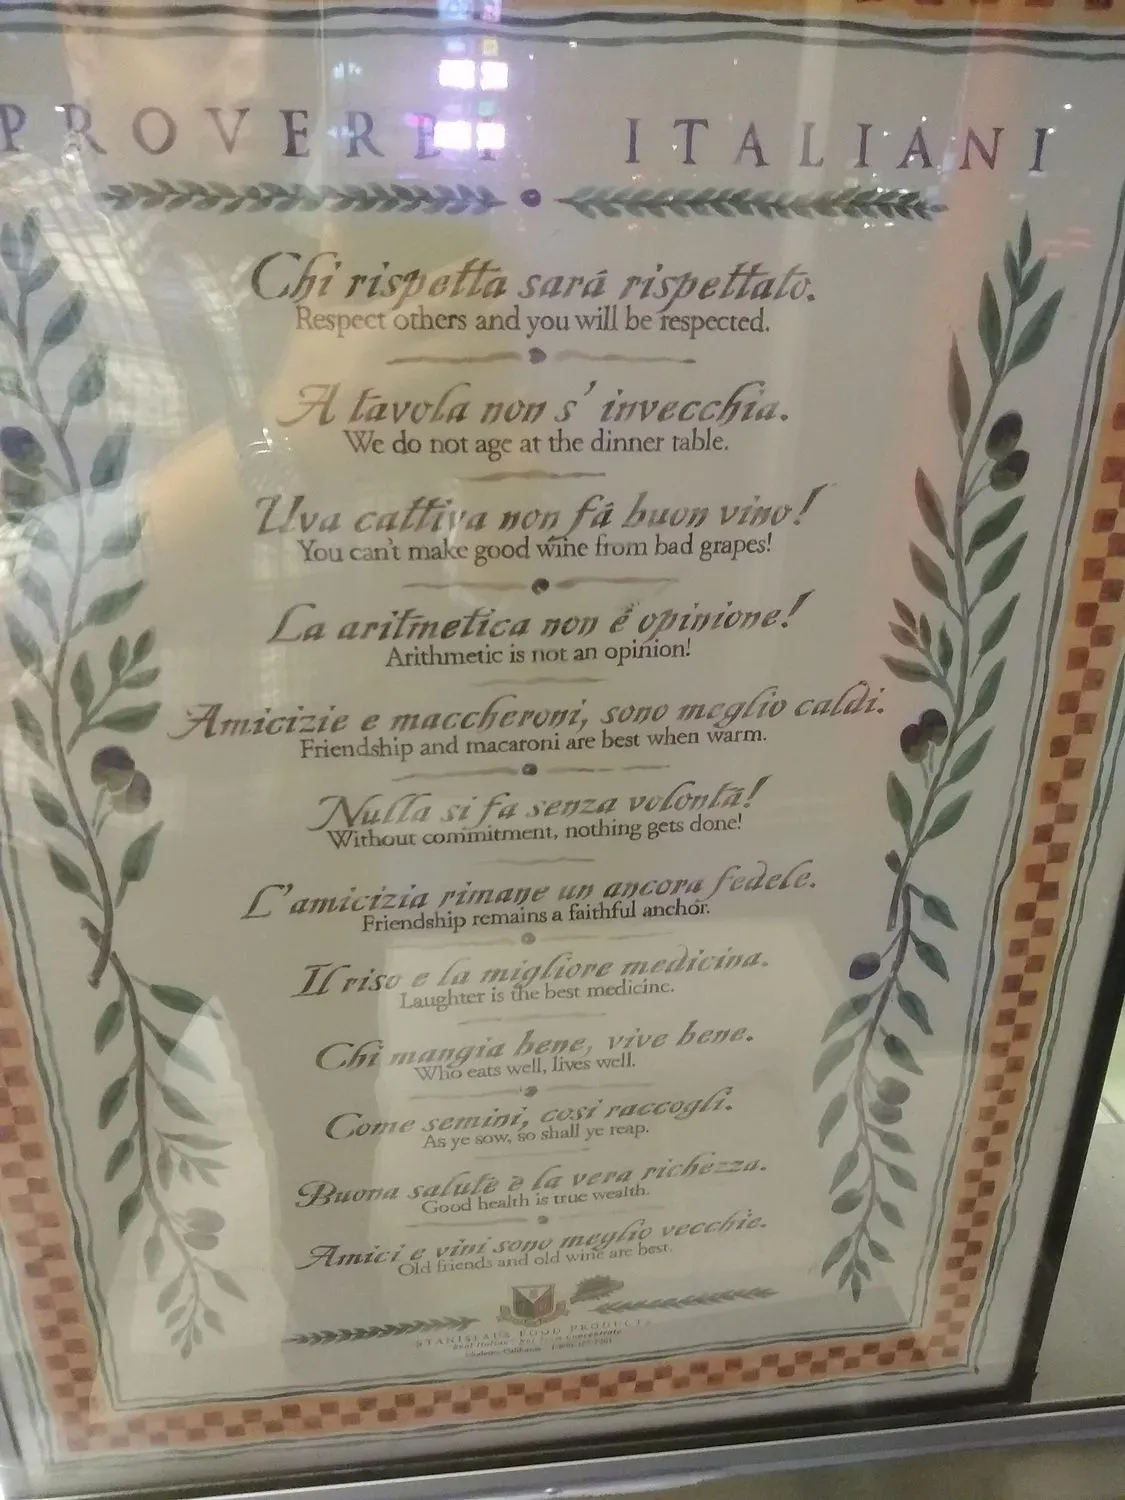 PROVERBI ITALIANI
Chi rispetta sará rispettato.
Respect others and you will be respected.
A tavola non s' invecchia.
We do not age at the dinner table.
Uva cattiva non fá buon vino!
You can't make good wine from bad grapes!
La aritmetica non é opinione!
Arithmetic is not an opinion!
Amicizie e maccheroni, sono meglio caldi.
Friendship and macaroni are best when warm.
Nulla si fa senza volontà!
Without commitment, nothing gets done!
L'amicizia rimane un ancora fedele.
Friendship remains a faithful anchor.
Il riso e la migliore medicina.
Laughter is the best medicine.
Chi mangia bene, vive bene.
Who eats well, lives well.
Come semini, cosi raccogli.
As ye sow, so shall ye reap.
Buona salute è la vera richezza.
Good health is true wealth.
Amici e vini sono meglio vecchie.
Old friends and old wine are best.
STANISLAUS FOOD PRODUCTS
Modesto, California